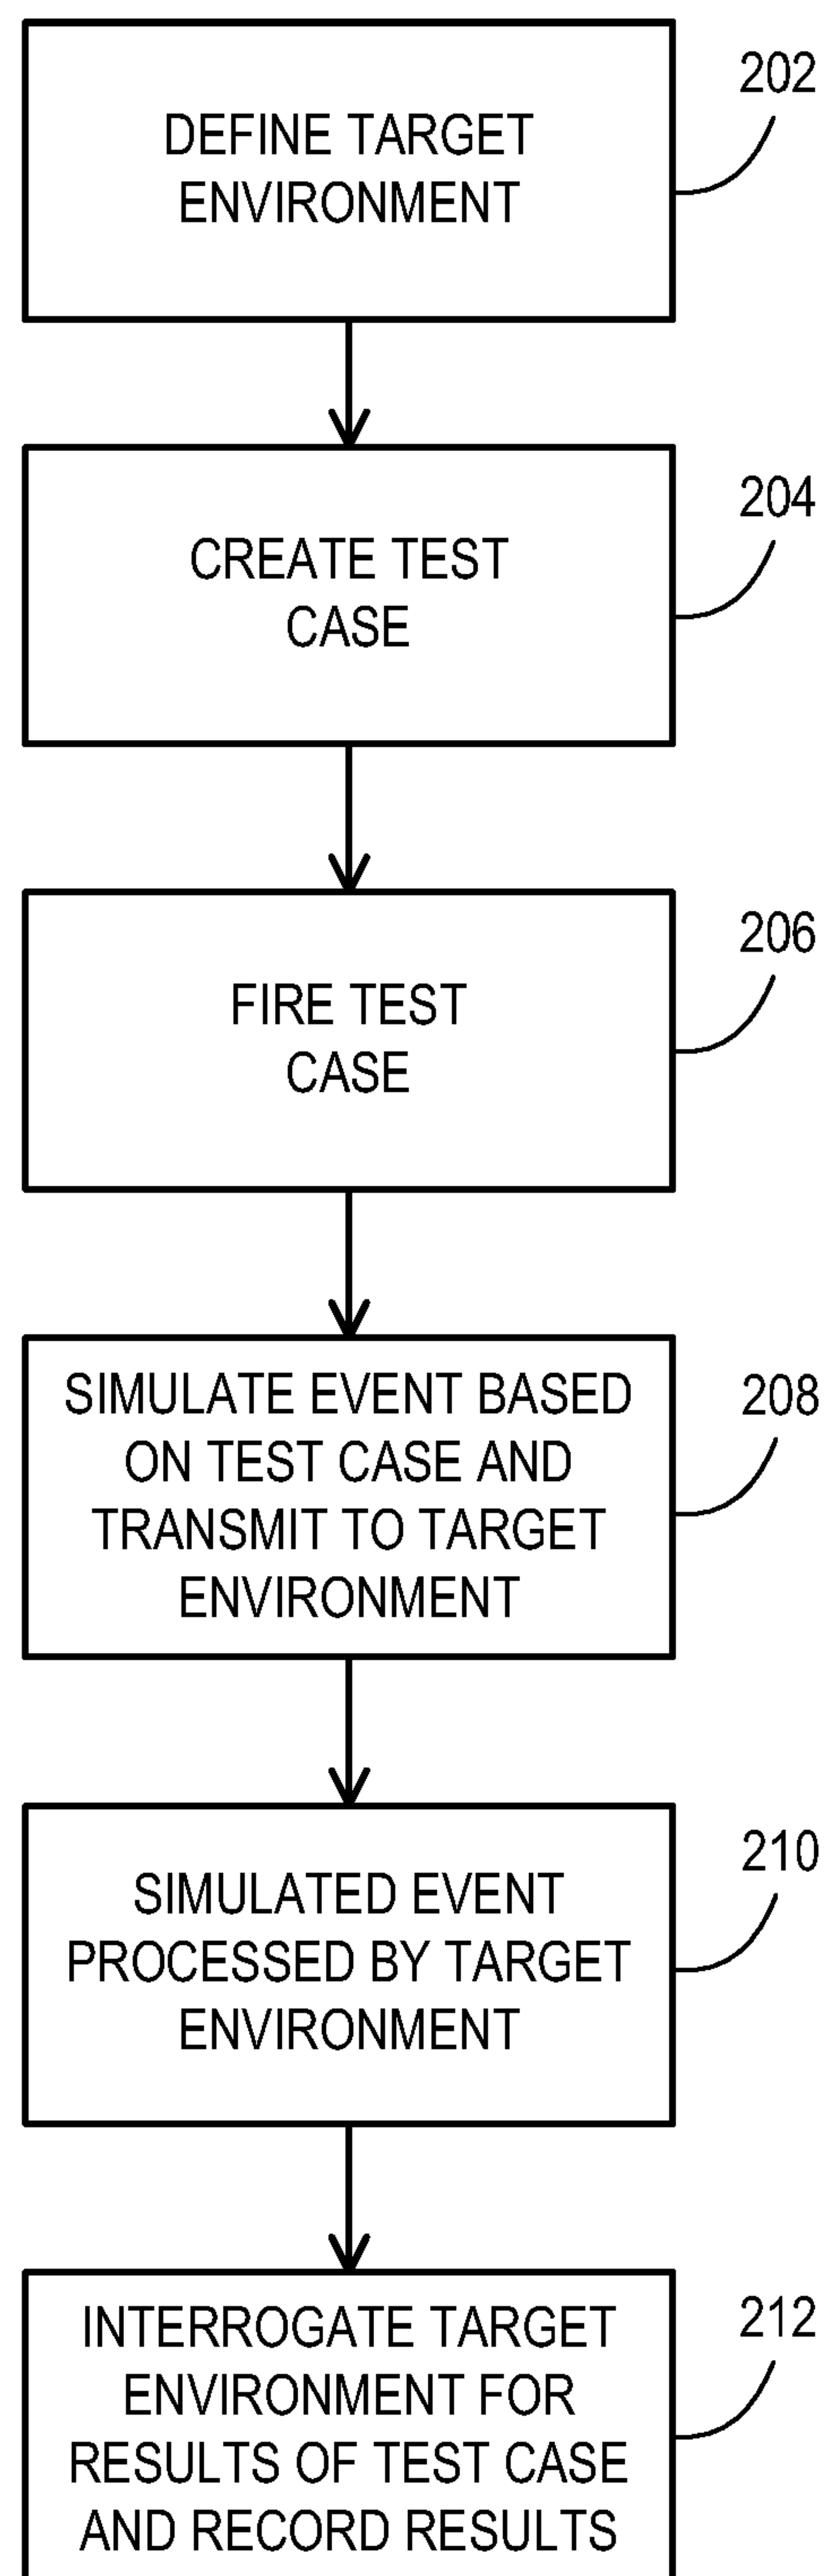 202
DEFINE TARGET
ENVIRONMENT
204
CREATE TEST
CASE
206
FIRE TEST
CASE
208
SIMULATE EVENT BASED
ON TEST CASE AND
TRANSMIT TO TARGET
ENVIRONMENT
210
SIMULATED EVENT
PROCESSED BY TARGET
ENVIRONMENT
212
INTERROGATE TARGET
ENVIRONMENT FOR
RESULTS OF TEST CASE
AND RECORD RESULTS